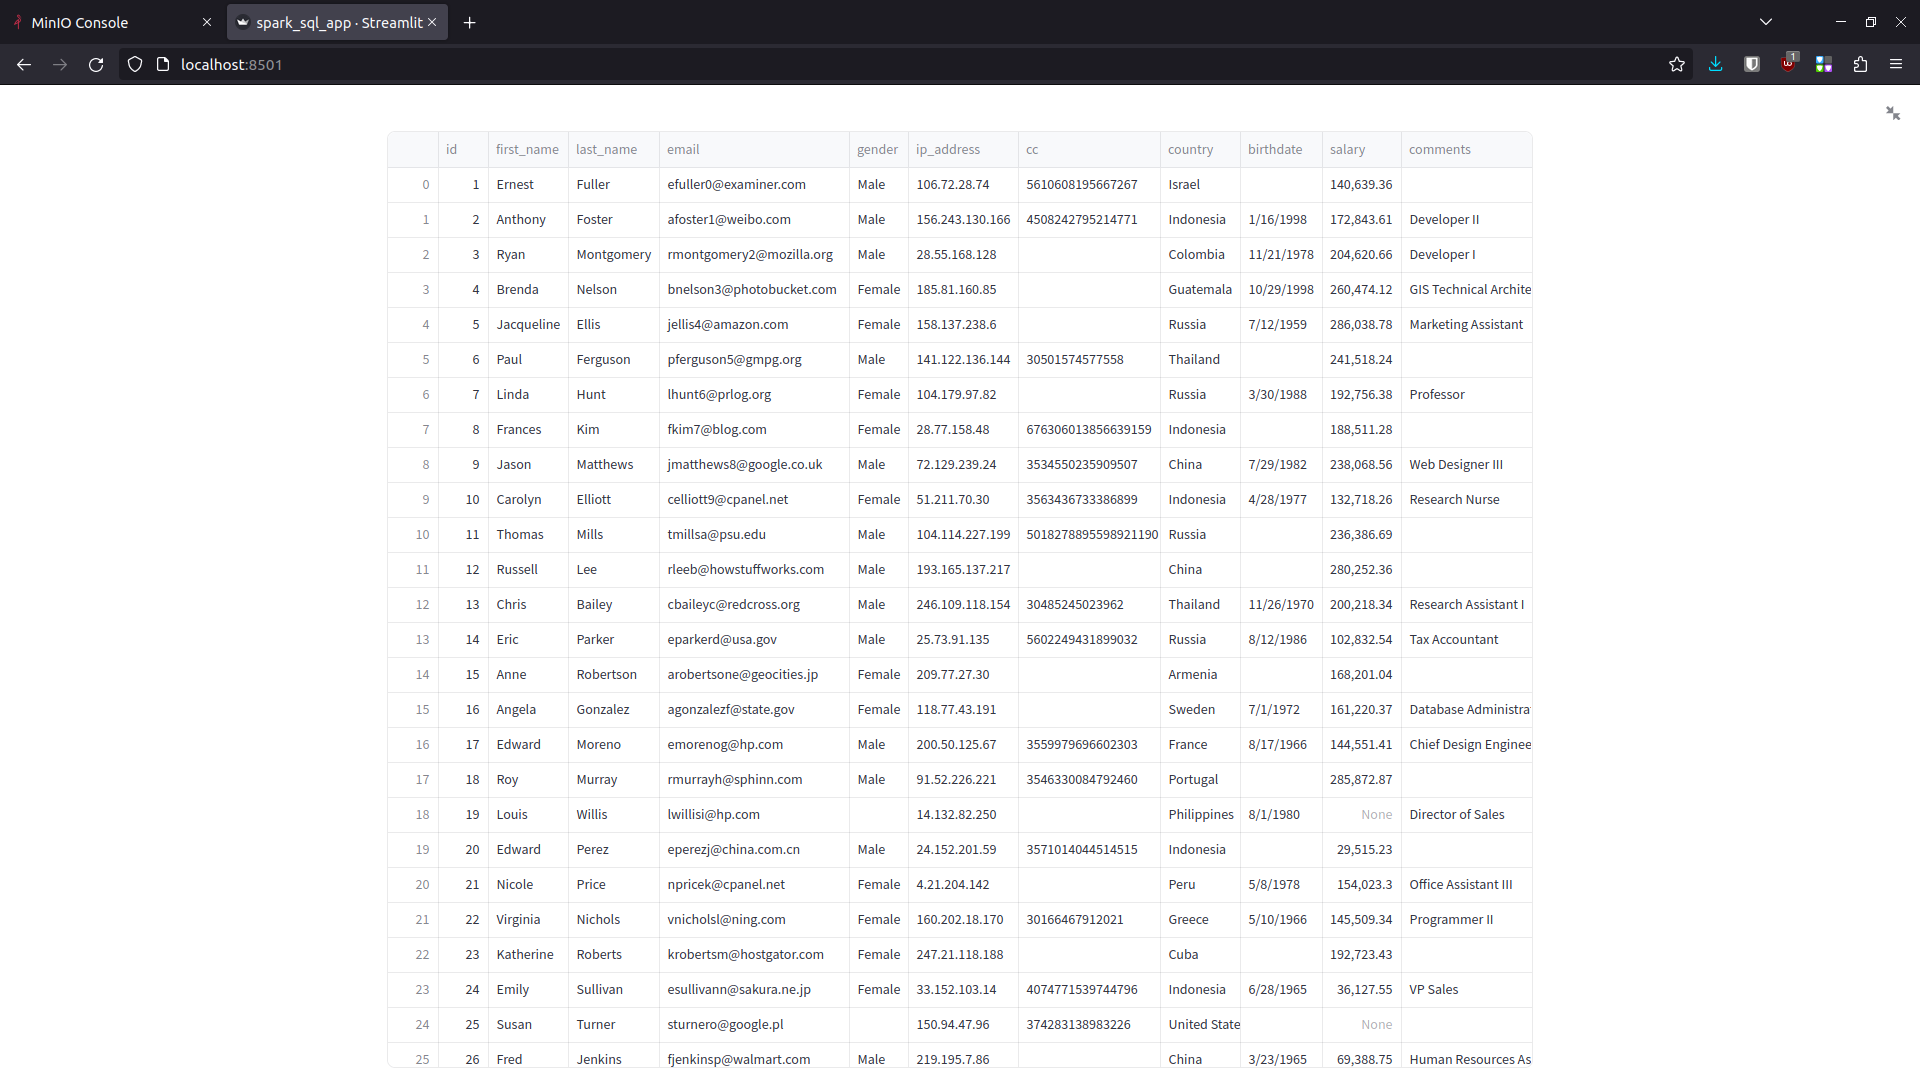 MinIO Console
spark_sql_app · Streamlit
localhost:8501
1
id first_name last_name email gender ip_address cc country birthdate salary comments
0 1 Ernest Fuller efuller0@examiner.com Male 106.72.28.74 5610608195667267 Israel 140,639.36
1 2 Anthony Foster afoster1@weibo.com Male 156.243.130.166 4508242795214771 Indonesia 1/16/1998 172,843.61 Developer II
2 3 Ryan Montgomery rmontgomery2@mozilla.org Male 28.55.168.128 Colombia 11/21/1978 204,620.66 Developer I
3 4 Brenda Nelson bnelson3@photobucket.com Female 185.81.160.85 Guatemala 10/29/1998 260,474.12 GIS Technical Archite
4 5 Jacqueline Ellis jellis4@amazon.com Female 158.137.238.6 Russia 7/12/1959 286,038.78 Marketing Assistant
5 6 Paul Ferguson pferguson5@gmpg.org Male 141.122.136.144 30501574577558 Thailand 241,518.24
6 7 Linda Hunt lhunt6@prlog.org Female 104.179.97.82 Russia 3/30/1988 192,756.38 Professor
7 8 Frances Kim fkim7@blog.com Female 28.77.158.48 676306013856639159 Indonesia 188,511.28
8 9 Jason Matthews jmatthews8@google.co.uk Male 72.129.239.24 3534550235909507 China 7/29/1982 238,068.56 Web Designer III
9 10 Carolyn Elliott celliott9@cpanel.net Female 51.211.70.30 3563436733386899 Indonesia 4/28/1977 132,718.26 Research Nurse
10 11 Thomas Mills tmillsa@psu.edu Male 104.114.227.199 5018278895598921190 Russia 236,386.69
11 12 Russell Lee rleeb@howstuffworks.com Male 193.165.137.217 China 280,252.36
12 13 Chris Bailey cbaileyc@redcross.org Male 246.109.118.154 30485245023962 Thailand 11/26/1970 200,218.34 Research Assistant I
13 14 Eric Parker eparkerd@usa.gov Male 25.73.91.135 5602249431899032 Russia 8/12/1986 102,832.54 Tax Accountant
14 15 Anne Robertson arobertsone@geocities.jp Female 209.77.27.30 Armenia 168,201.04
15 16 Angela Gonzalez agonzalezf@state.gov Female 118.77.43.191 Sweden 7/1/1972 161,220.37 Database Administra
16 17 Edward Moreno emorenog@hp.com Male 200.50.125.67 3559979696602303 France 8/17/1966 144,551.41 Chief Design Enginee
17 18 Roy Murray rmurrayh@sphinn.com Male 91.52.226.221 3546330084792460 Portugal 285,872.87
18 19 Louis Willis lwillisi@hp.com 14.132.82.250 Philippines 8/1/1980 None Director of Sales
19 20 Edward Perez eperezj@china.com.cn Male 24.152.201.59 3571014044514515 Indonesia 29,515.23
20 21 Nicole Price npricek@cpanel.net Female 4.21.204.142 Peru 5/8/1978 154,023.3 Office Assistant III
21 22 Virginia Nichols vnicholsl@ning.com Female 160.202.18.170 30166467912021 Greece 5/10/1966 145,509.34 Programmer II
22 23 Katherine Roberts krobertsm@hostgator.com Female 247.21.118.188 Cuba 192,723.43
23 24 Emily Sullivan esullivann@sakura.ne.jp Female 33.152.103.14 4074771539744796 Indonesia 6/28/1965 36,127.55 VP Sales
24 25 Susan Turner sturnero@google.pl 150.94.47.96 374283138983226 United State None
25 26 Fred Jenkins fjenkinsp@walmart.com Male 219.195.7.86 China 3/23/1965 69,388.75 Human Resources As